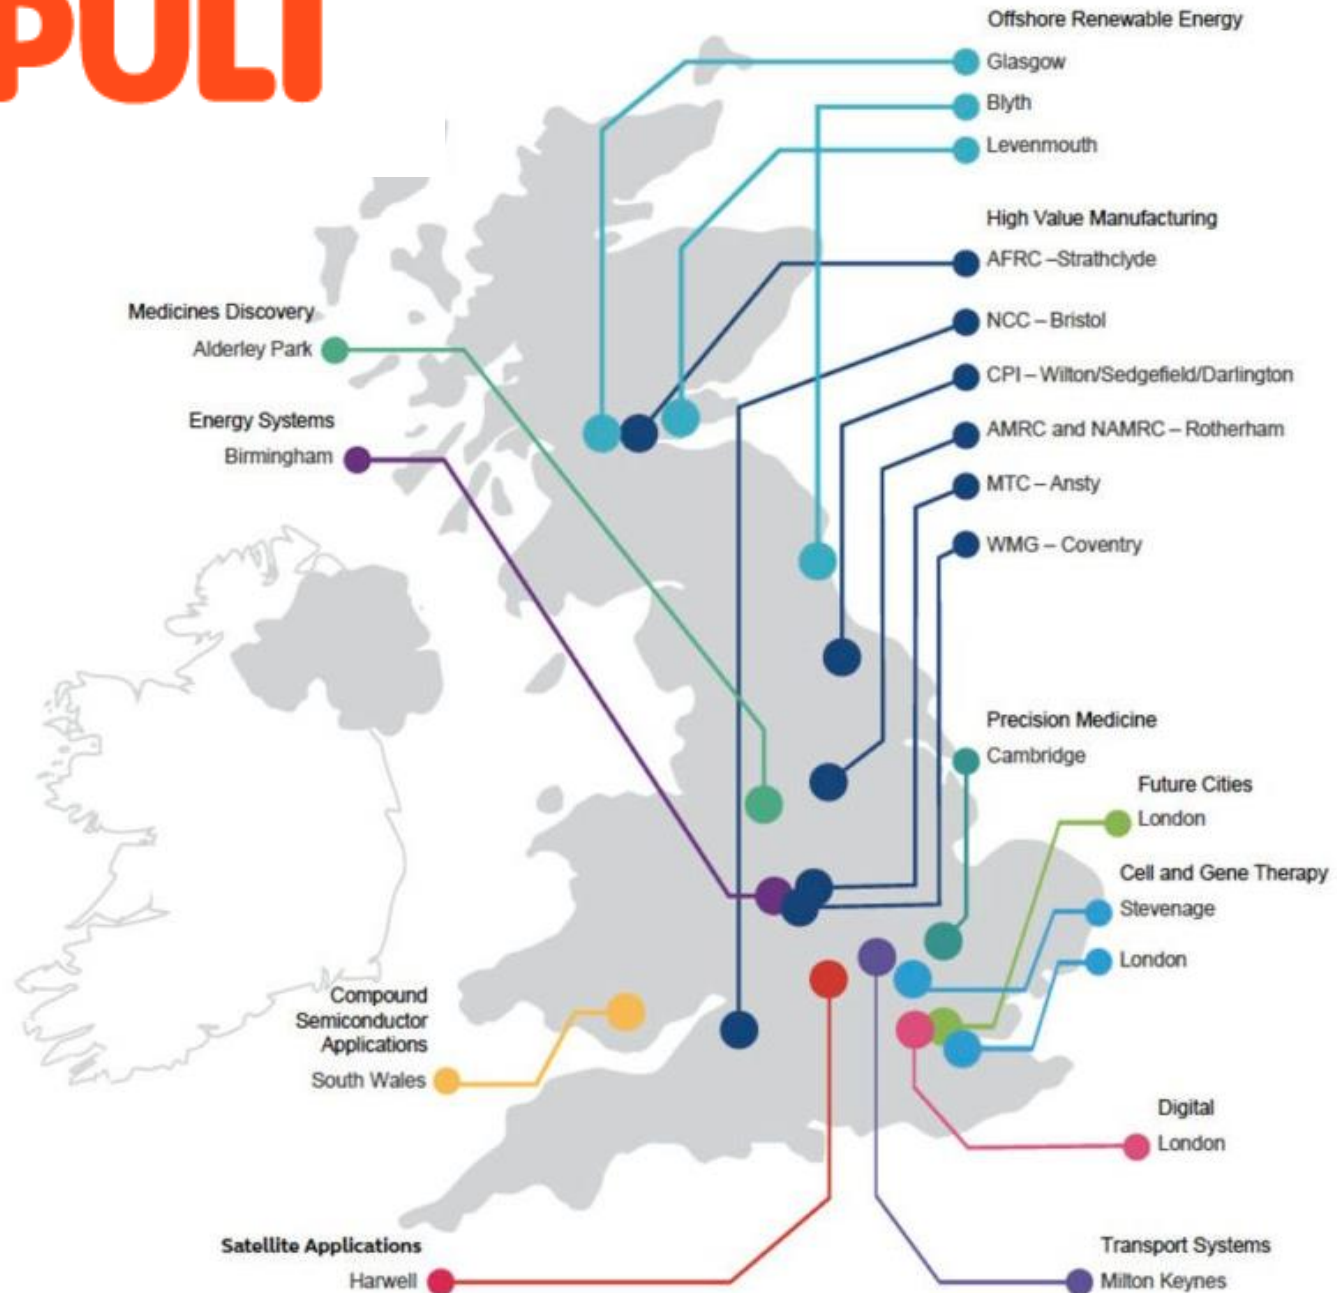 PULT
Offshore Renewable Energy
Glasgow
Blyth
Levenmouth
High Value Manufacturing
AFRC –Strathclyde
NCC – Bristol
CPI – Wilton/Sedgefield/Darlington
AMRC and NAMRC – Rotherham
MTC – Ansty
WMG – Coventry
Medicines Discovery
Alderley Park
Energy Systems
Birmingham
Precision Medicine
Cambridge
Future Cities
London
Cell and Gene Therapy
Stevenage
London
Compound
Semiconductor
Applications
South Wales
Digital
London
Satellite Applications
Harwell
Transport Systems
Milton Keynes